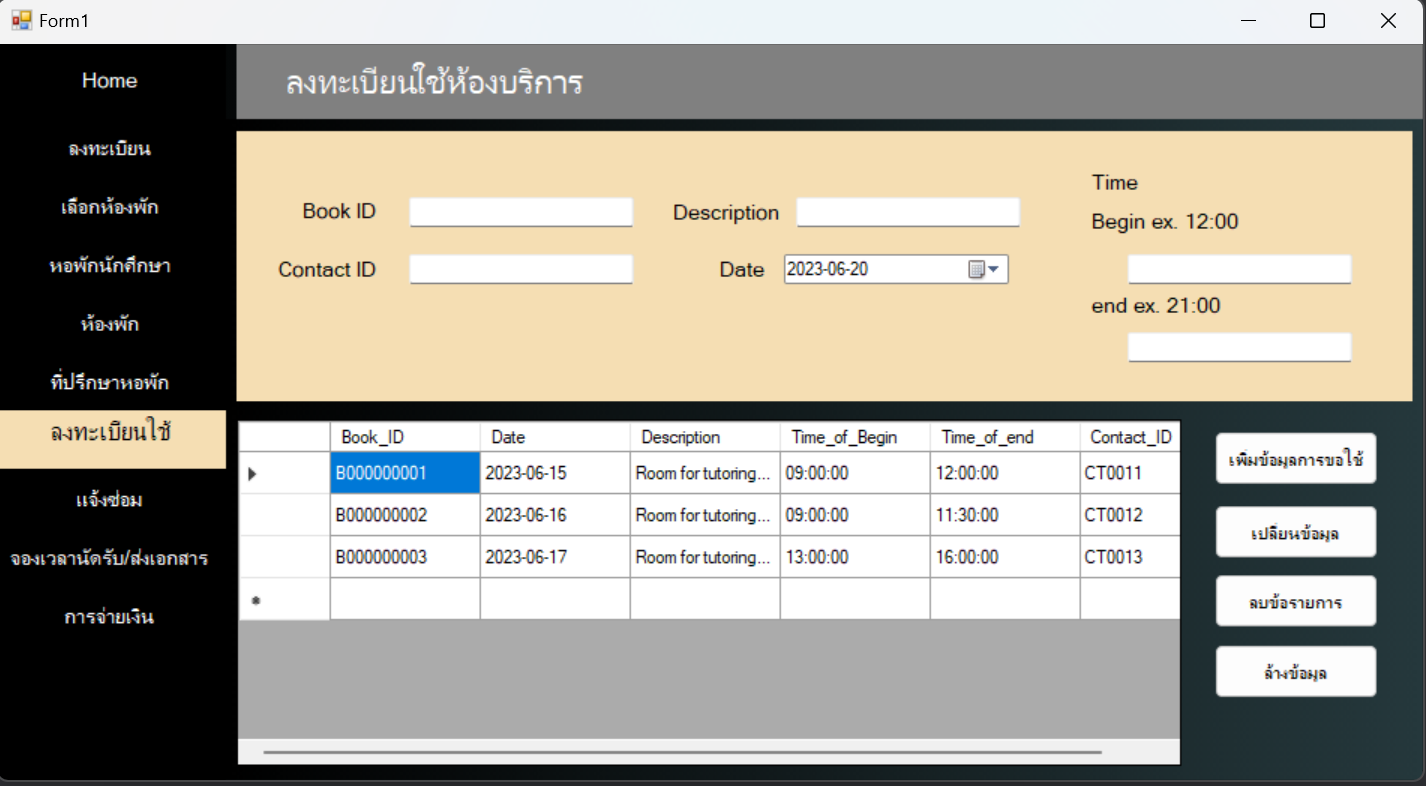 Form1
Home
ลงทะเบียน
เลือกห้องพัก
หอพักนักศึกษา
ห้องพัก
ที่ปรึกษาหอพัก
ลงทะเบียนใช้
แจ้งซ่อม
จองเวลานัดรับ/ส่งเอกสาร
การจ่ายเงิน
ลงทะเบียนใช้ห้องบริการ
Book ID
Contact ID
Description
Date 2023-06-20
Time
Begin ex. 12:00
end ex. 21:00
Book_ID Date Description Time_of_Begin Time_of_end Contact_ID
B000000001 2023-06-15 Room for tutoring... 09:00:00 12:00:00 CT0011
B000000002 2023-06-16 Room for tutoring... 09:00:00 11:30:00 CT0012
B000000003 2023-06-17 Room for tutoring... 13:00:00 16:00:00 CT0013
เพิ่มข้อมูลการขอใช้
เปลี่ยนข้อมูล
ลบข้อรายการ
ล้างข้อมูล